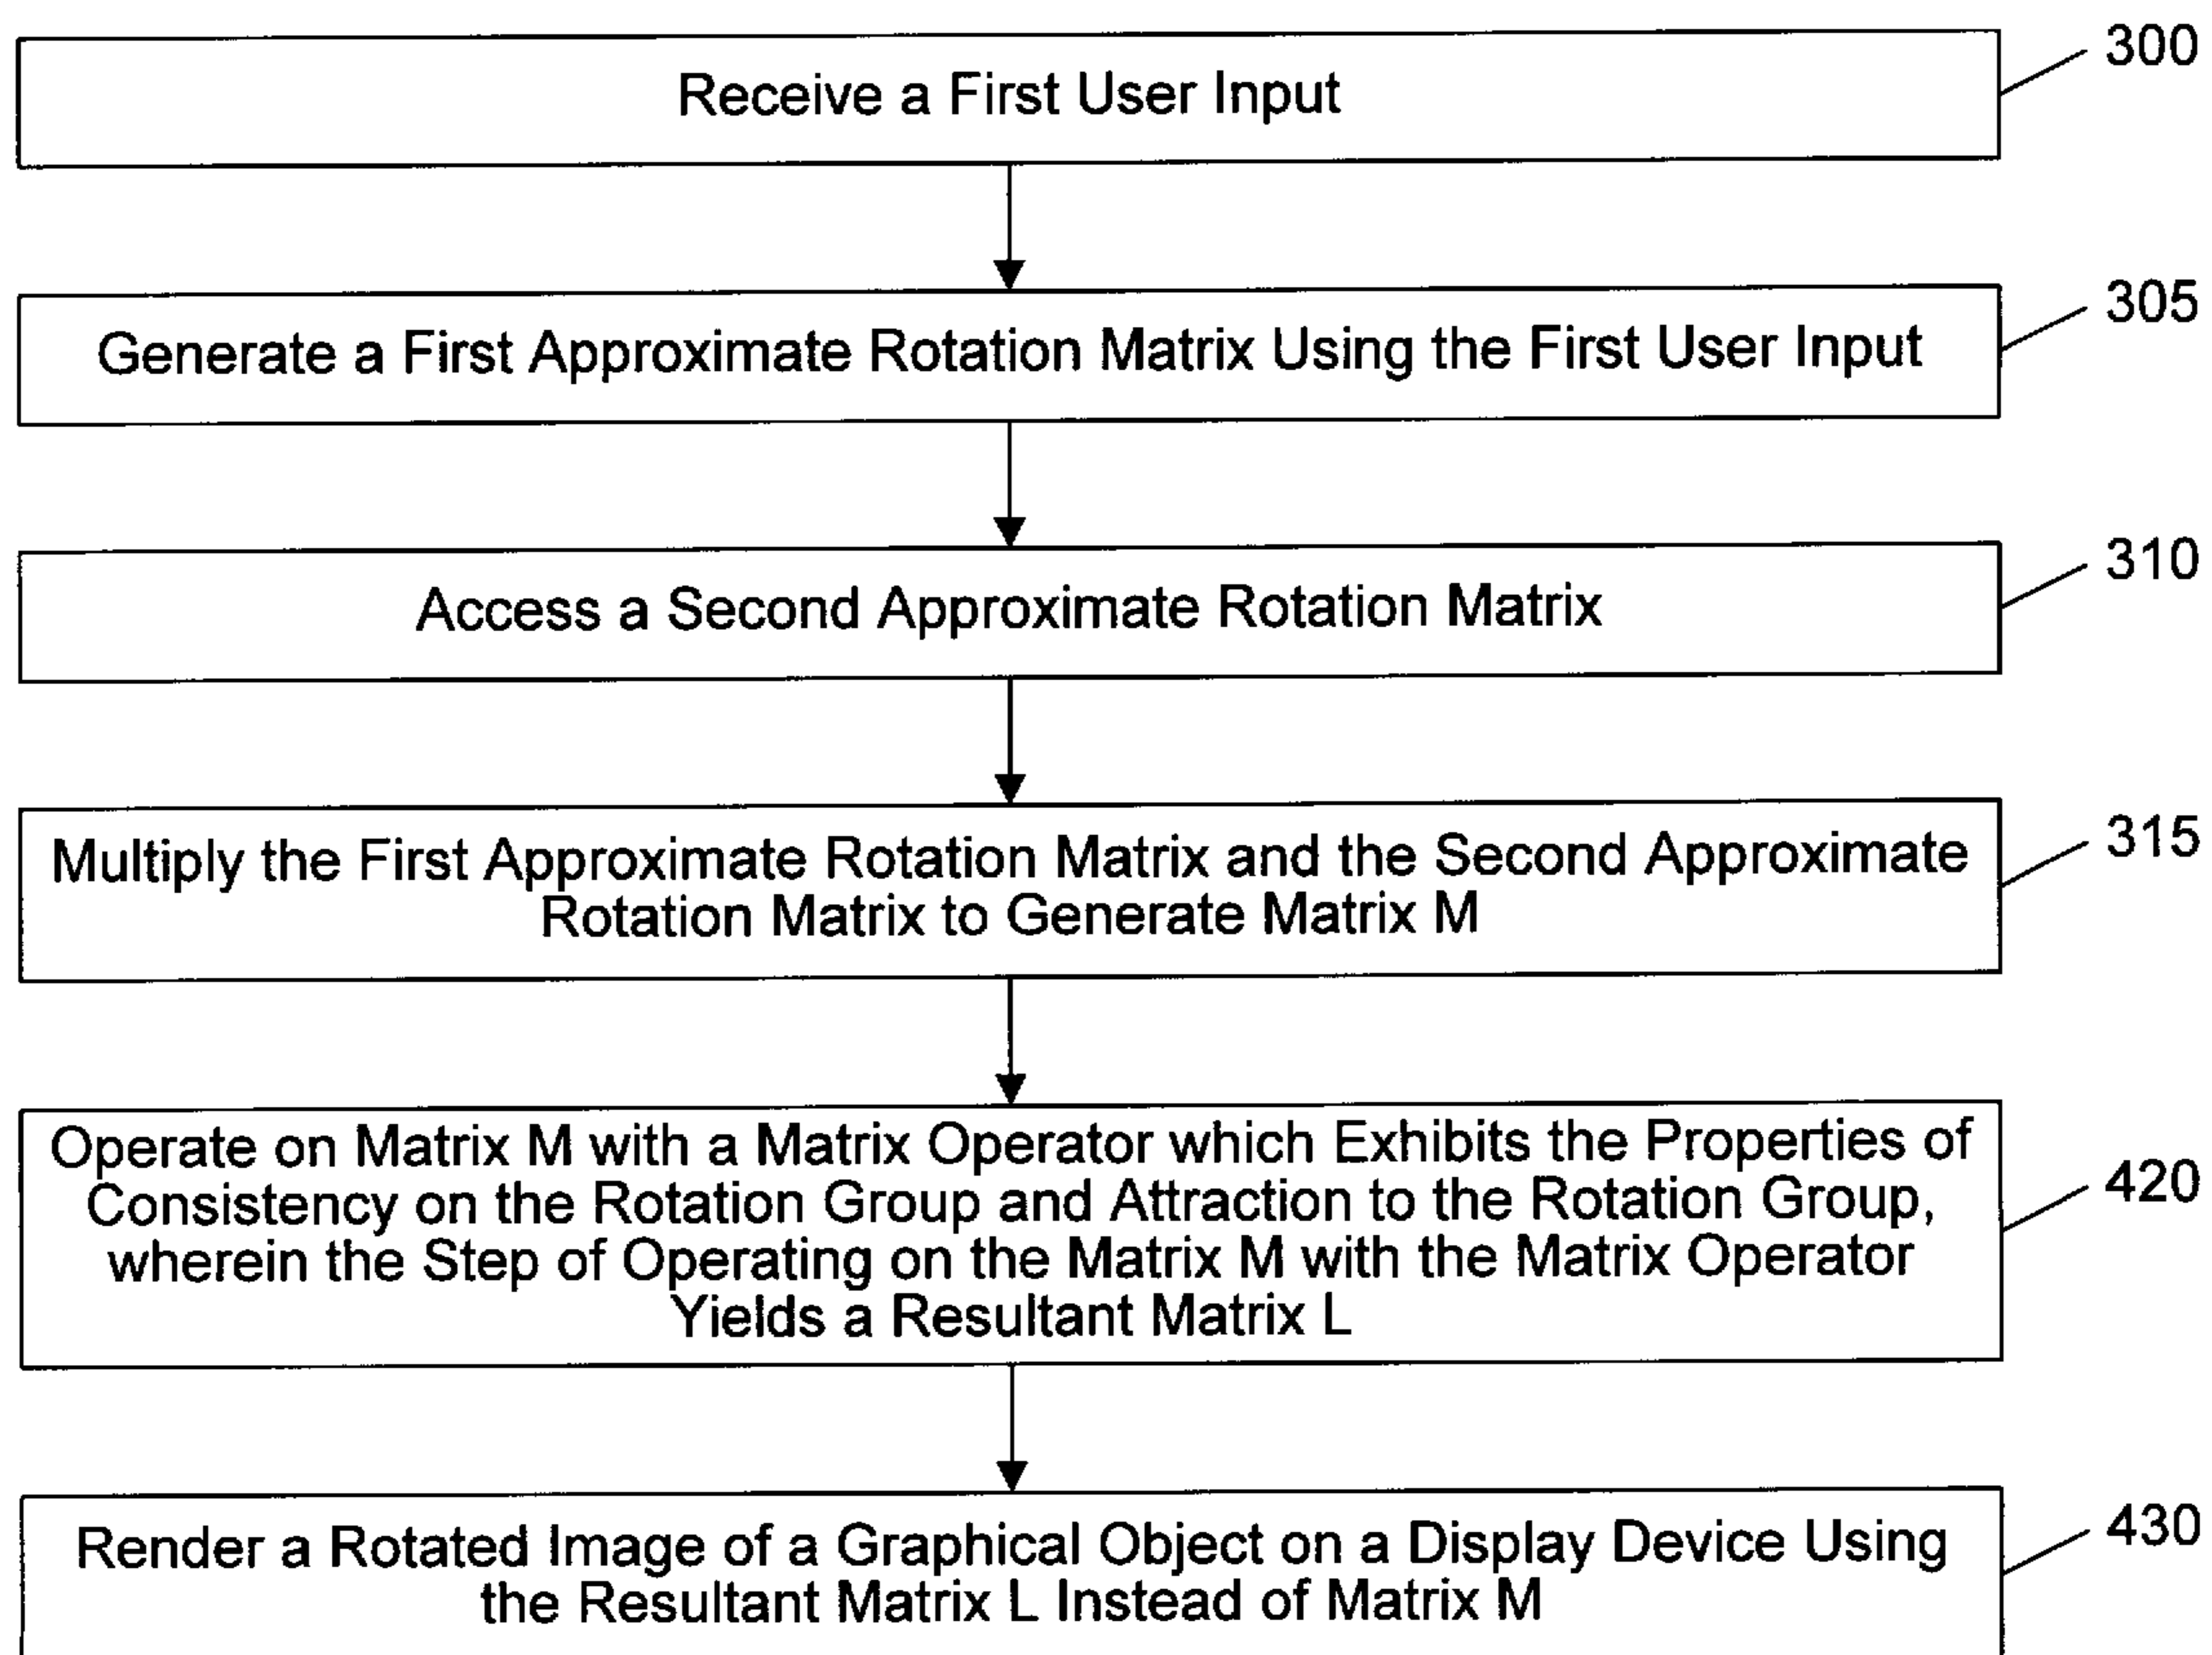 Receive a First User Input
300
Generate a First Approximate Rotation Matrix Using the First User Input
305
Access a Second Approximate Rotation Matrix
310
Multiply the First Approximate Rotation Matrix and the Second Approximate
Rotation Matrix to Generate Matrix M
315
Operate on Matrix M with a Matrix Operator which Exhibits the Properties of
Consistency on the Rotation Group and Attraction to the Rotation Group,
wherein the Step of Operating on the Matrix M with the Matrix Operator
Yields a Resultant Matrix L
420
Render a Rotated Image of a Graphical Object on a Display Device Using
the Resultant Matrix L Instead of Matrix M
430